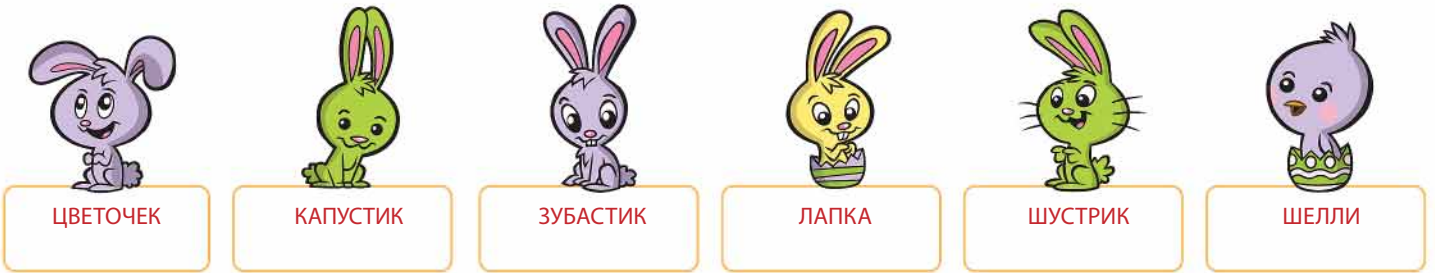 ЦВЕТОЧЕК КАПУСТИК ЗУБАСТИК ЛАПКА ШУСТРИК ШЕЛЛИ